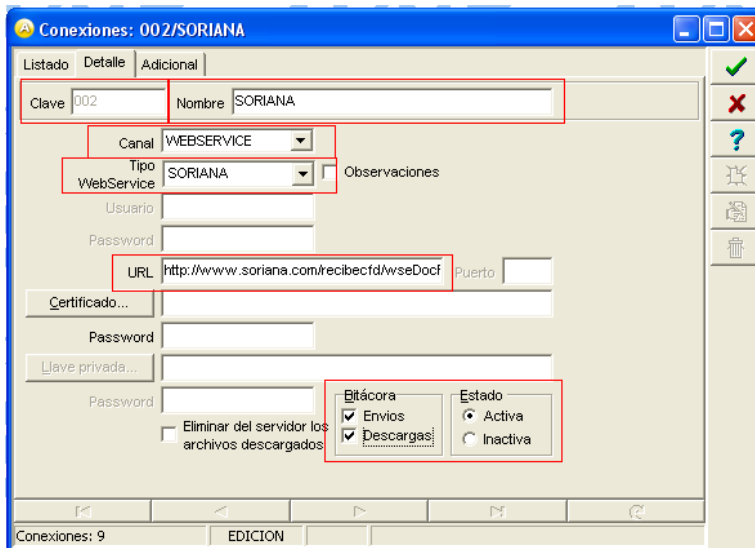 Conexiones: 002/SORIANA
Listado Detalle Adicional
Clave 002 Nombre SORIANA
Canal WEBSERVICE
Tipo WebService SORIANA Observaciones
Usuario
Password
URL http://www.soriana.com/recibecfd/wseDocf Puerto
Certificado...
Password
Llave privada...
Password
Bitácora Estado
Envios Activa
Descargas Inactiva
Eliminar del servidor los
archivos descargados
Conexiones: 9 EDICION